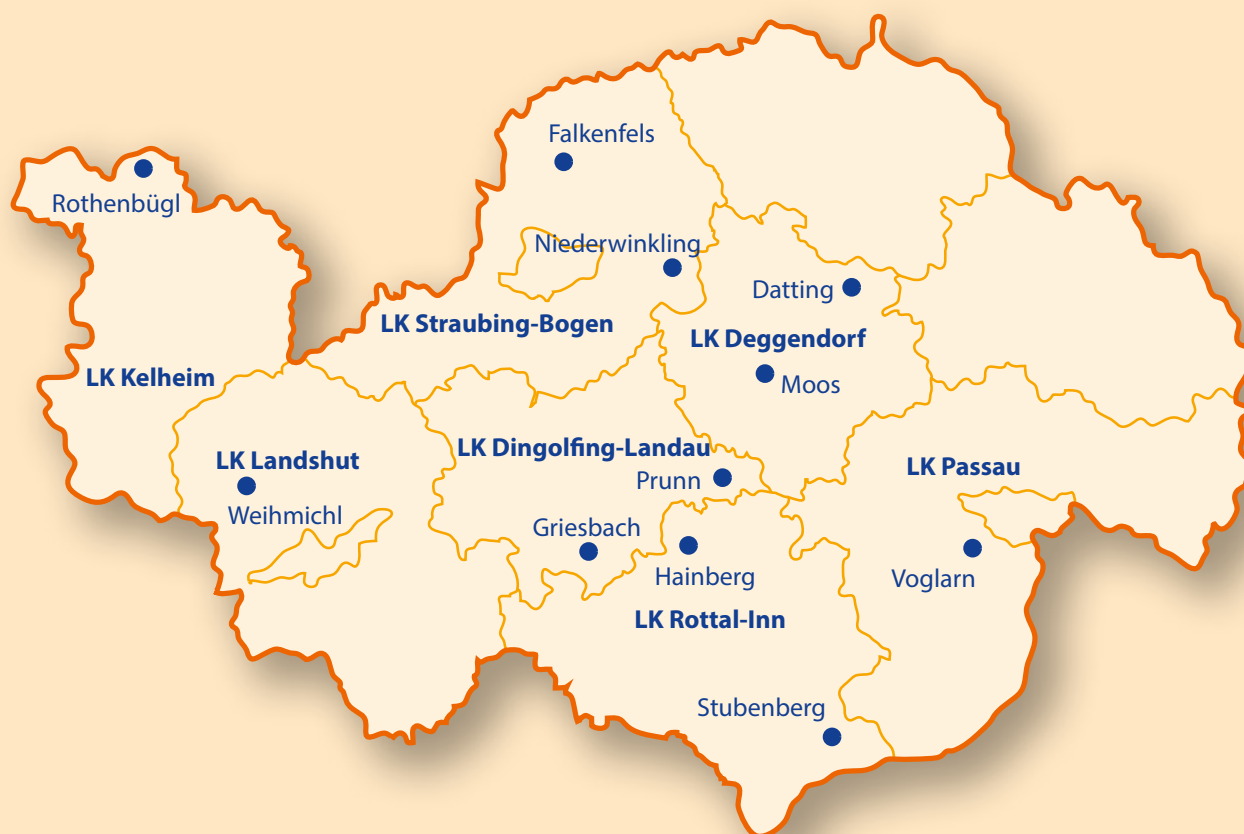 Falkenfels
Rothenbügl
Niederwinkling
Datting
LK Straubing-Bogen
LK Deggendorf
LK Kelheim
Moos
LK Dingolfing-Landau
LK Landshut
LK Passau
Prunn
Weihmichl
Griesbach
Hainberg
Voglarn
LK Rottal-Inn
Stubenberg